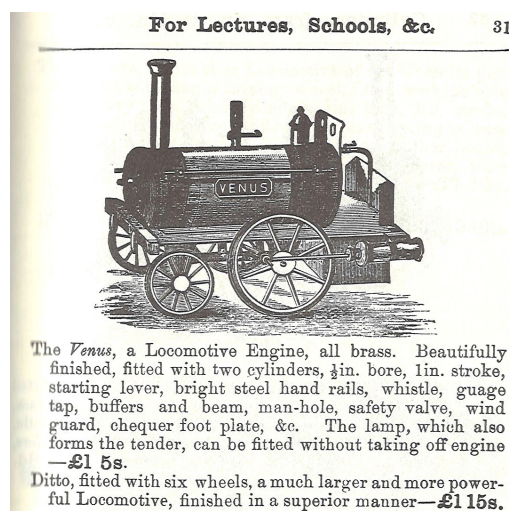 For Lectures, Schools, &c. 31
VENUS
The Venus, a Locomotive Engine, all brass. Beautifully
finished, fitted with two cylinders, ½in. bore, 1in. stroke,
starting lever, bright steel hand rails, whistle, guage
tap, buffers and beam, man-hole, safety valve, wind
guard, chequer foot plate, &c. The lamp, which also
forms the tender, can be fitted without taking off engine
—£1 5s.
Ditto, fitted with six wheels, a much larger and more power-
ful Locomotive, finished in a superior manner—£1 15s.